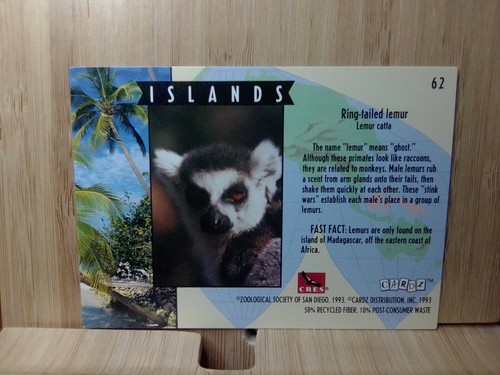 62
ISLANDS
Ring-tailed lemur
Lemur catta
The name "lemur" means "ghost."
Although these primates look like raccoons,
they are related to monkeys. Male lemurs rub
a scent from arm glands onto their tails, then
shake them quickly at each other. These "stink
wars" establish each male's place in a group of
lemurs.
FAST FACT: Lemurs are only found on the
island of Madagascar, off the eastern coast of
Africa.
CRES
CARDZ™
©ZOOLOGICAL SOCIETY OF SAN DIEGO, 1993. ©CARDZ DISTRIBUTION, INC. 1993
50% RECYCLED FIBER, 10% POST-CONSUMER WASTE